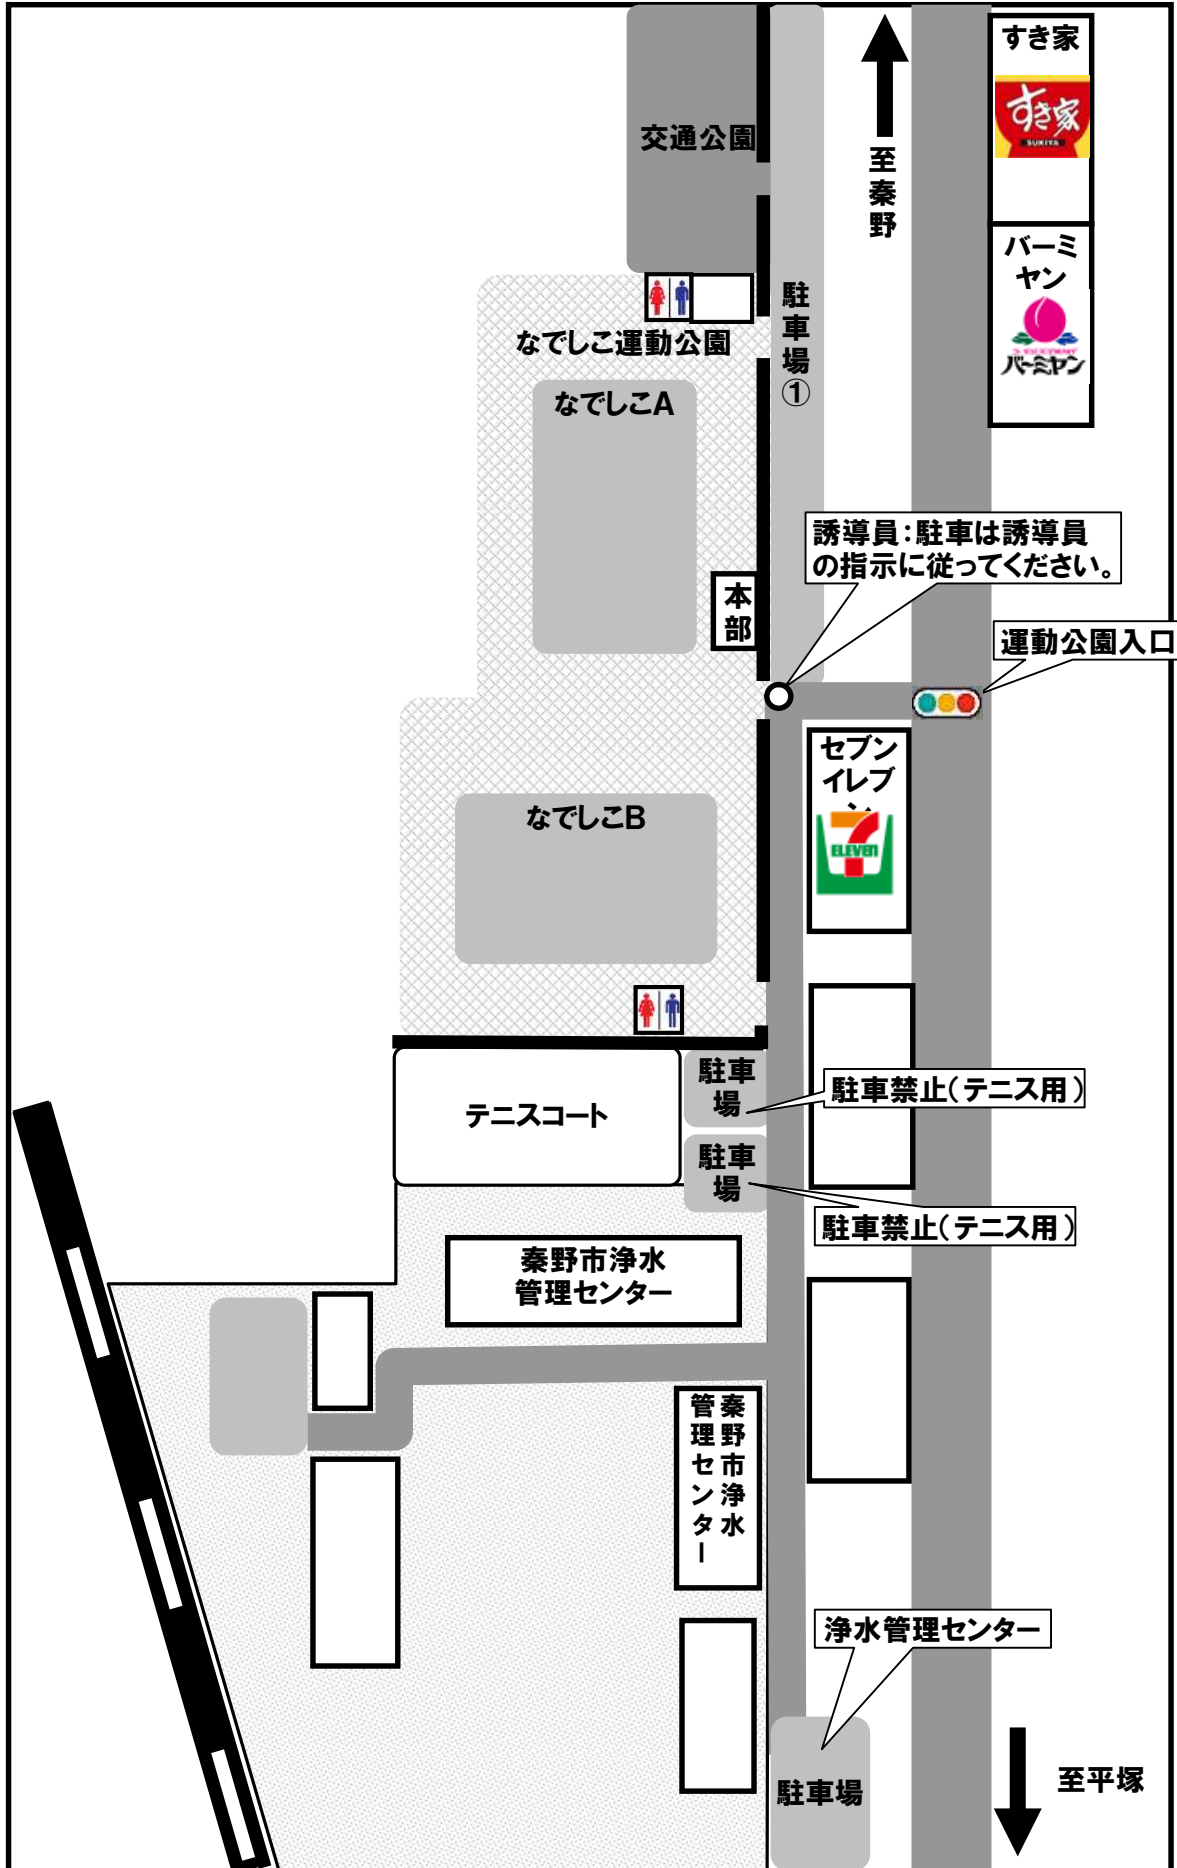 すき家
すき家
SUKIYA
交通公園
至秦野
バーミ
ヤン
バーミヤン
駐車場①
なでしこ運動公園
なでしこA
誘導員：駐車は誘導員
の指示に従ってください。
本部
運動公園入口
セブン
イレブ
ン
7
ELEVEN
なでしこB
駐車
場
駐車禁止（テニス用）
テニスコート
駐車
場
駐車禁止（テニス用）
秦野市浄水
管理センター
秦野市浄水
管理センター
浄水管理センター
駐車場
至平塚